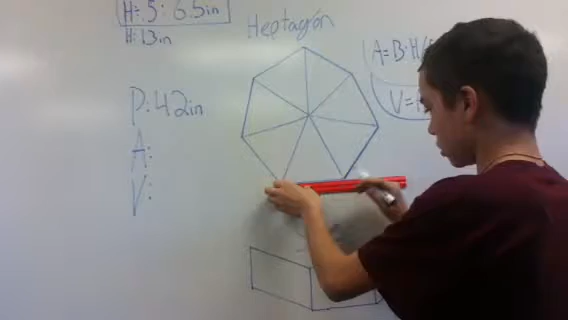 H: .5: 6.5in
H: 13in
Heptagon
P: 42in
A:
V:
A=B·H
V=